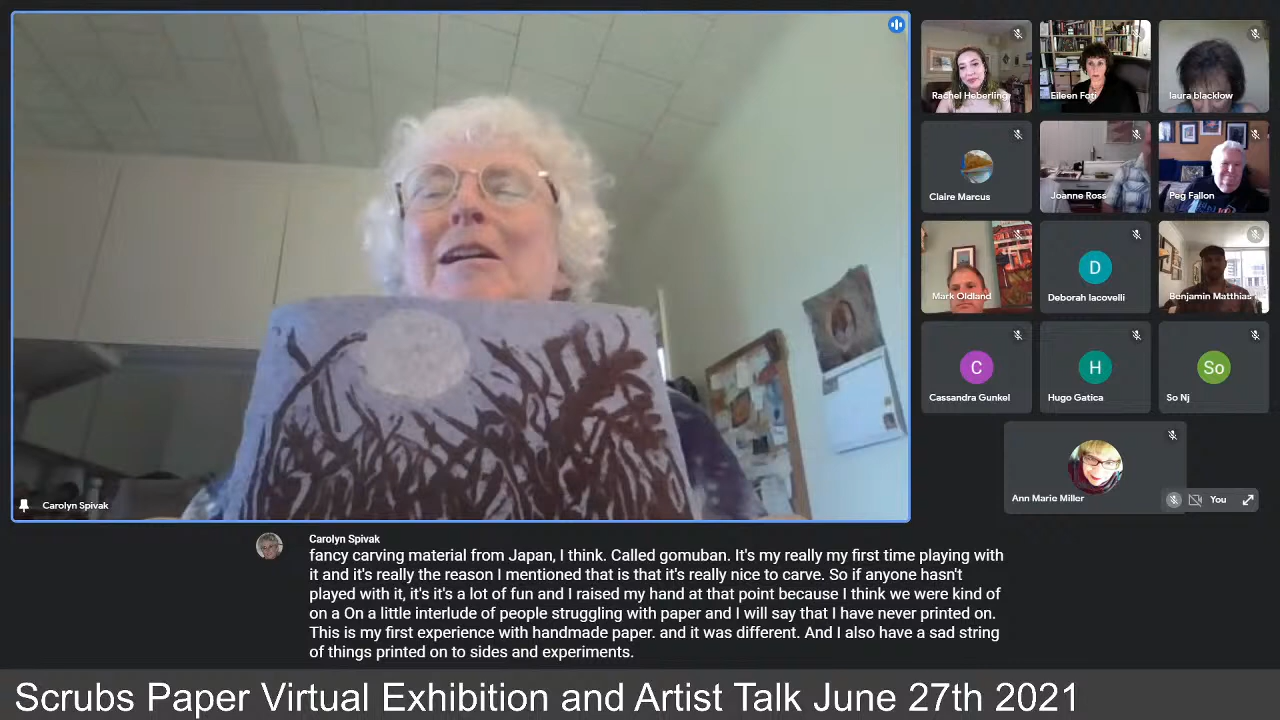 Rachel Heberling
Eileen Foti
laura blacklow
Claire Marcus
Joanne Ross
Peg Fallon
Mark Oldland
D
Deborah Iacovelli
Benjamin Matthias
C
Cassandra Gunkel
H
Hugo Gatica
So
So Nj
Ann Marie Miller
You
Carolyn Spivak
Carolyn Spivak
fancy carving material from Japan, I think. Called gomuban. It's my really my first time playing with
it and it's really the reason I mentioned that is that it's really nice to carve. So if anyone hasn't
played with it, it's it's a lot of fun and I raised my hand at that point because I think we were kind of
on a On a little interlude of people struggling with paper and I will say that I have never printed on.
This is my first experience with handmade paper. and it was different. And I also have a sad string
of things printed on to sides and experiments.
Scrubs Paper Virtual Exhibition and Artist Talk June 27th 2021